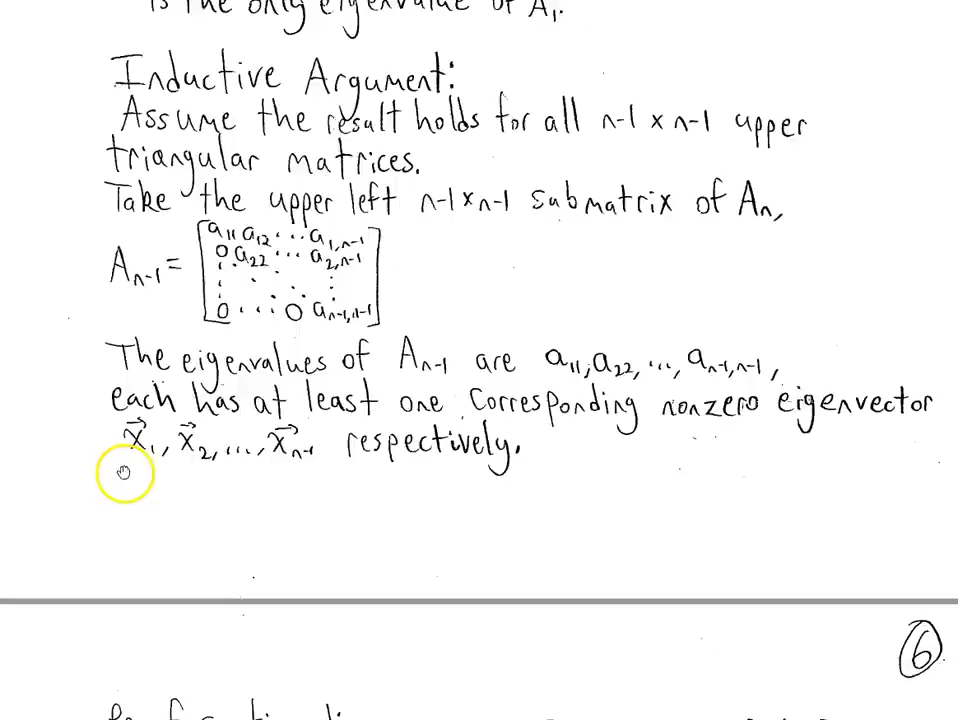 is the only eigenvalue of A₁.
Inductive Argument:
Assume the result holds for all n-1 × n-1 upper
triangular matrices.
Take the upper left n-1×n-1 submatrix of Aₙ,
a₁₁ a₁₂ ... a₁,ₙ₋₁
Aₙ₋₁ = 0 a₂₂ ... a₂,ₙ₋₁
0 ... 0 aₙ₋₁,ₙ₋₁
The eigenvalues of Aₙ₋₁ are a₁₁, a₂₂, ..., aₙ₋₁,ₙ₋₁,
each has at least one corresponding nonzero eigenvector
x⃗₁, x⃗₂, ..., x⃗ₙ₋₁ respectively.
6